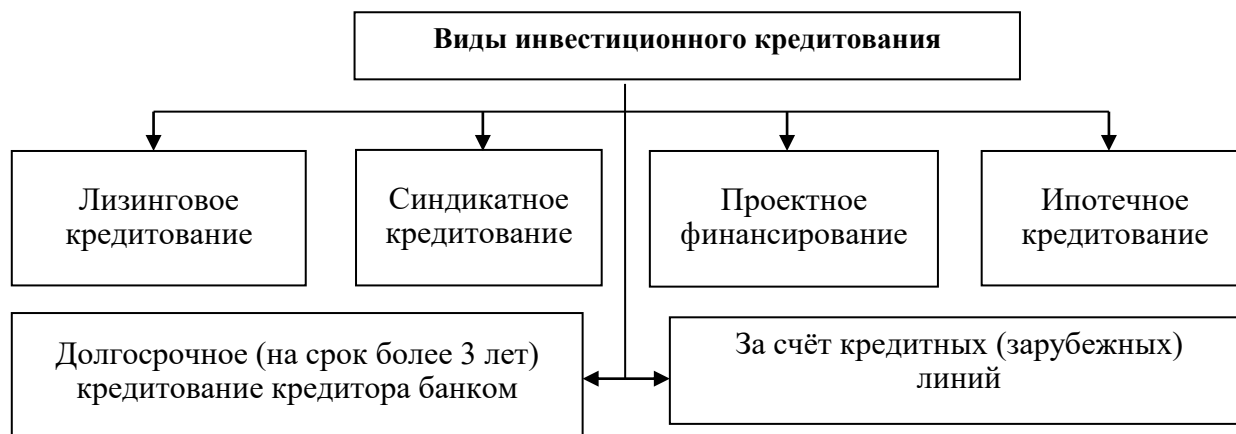 Виды инвестиционного кредитования
Лизинговое
кредитование
Синдикатное
кредитование
Проектное
финансирование
Ипотечное
кредитование
Долгосрочное (на срок более 3 лет)
кредитование кредитора банком
За счёт кредитных (зарубежных)
линий